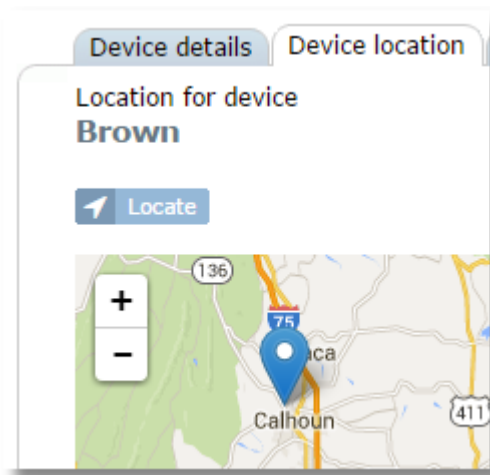 Device details
Device location
Location for device
Brown
Locate
136
+
75
−
Calhoun
411